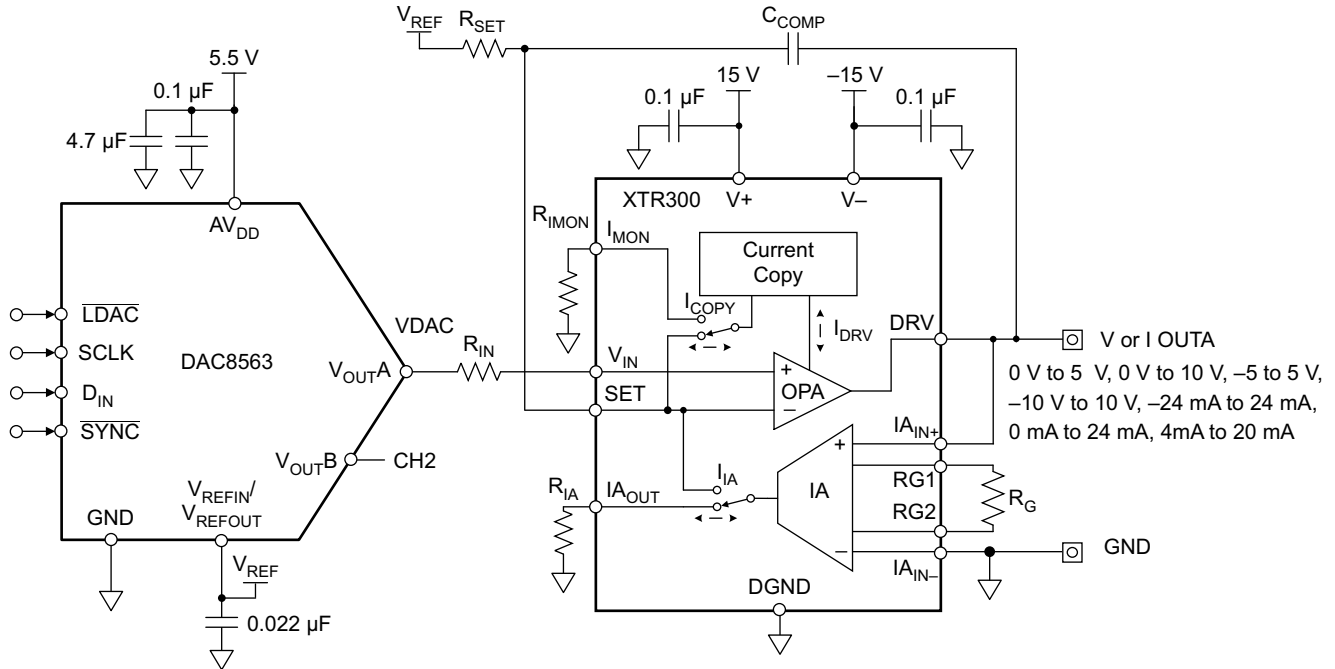 V_REF
R_SET
C_COMP
5.5 V
0.1 µF
4.7 µF
15 V
–15 V
0.1 µF
0.1 µF
XTR300
V+
V–
AV_DD
R_IMON
I_MON
Current
Copy
I_COPY
I_DRV
LDAC
SCLK
D_IN
SYNC
DAC8563
VDAC
V_OUTA
R_IN
V_IN
SET
+
OPA
–
DRV
V or I OUTA
0 V to 5 V, 0 V to 10 V, –5 to 5 V,
–10 V to 10 V, –24 mA to 24 mA,
0 mA to 24 mA, 4mA to 20 mA
V_OUTB
CH2
I_IA
R_IA
IA_OUT
+
IA
–
IA_IN+
RG1
R_G
RG2
IA_IN–
GND
GND
V_REFIN/
V_REFOUT
V_REF
0.022 µF
DGND